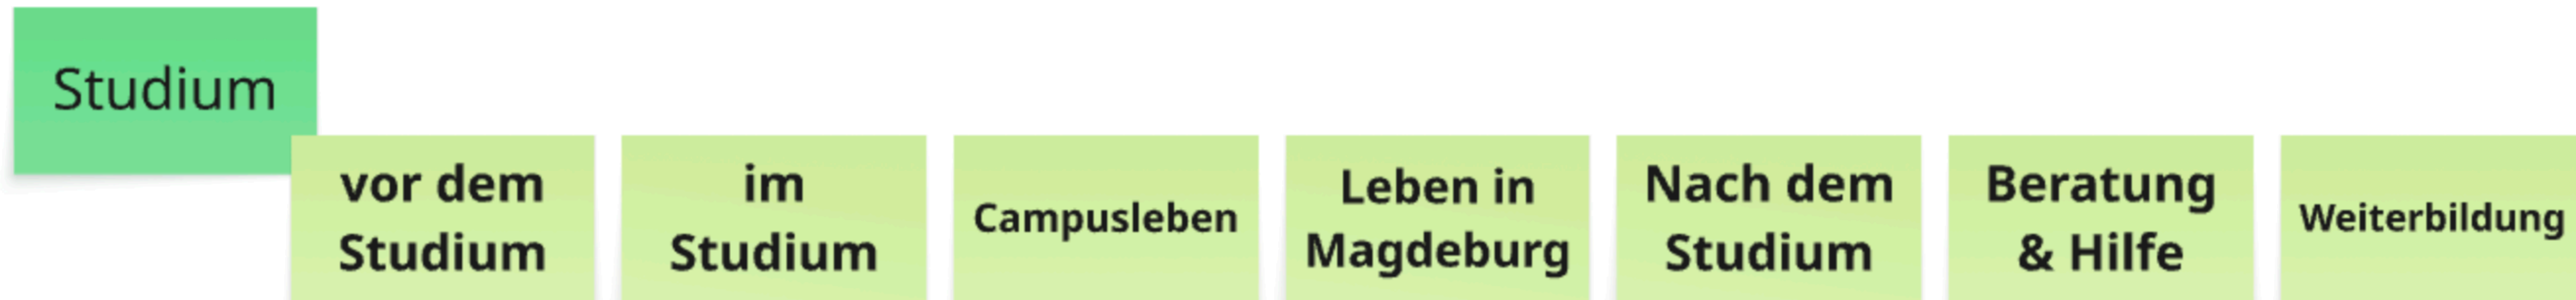 Studium
vor dem
Studium
im
Studium
Campusleben
Leben in
Magdeburg
Nach dem
Studium
Beratung
& Hilfe
Weiterbildung